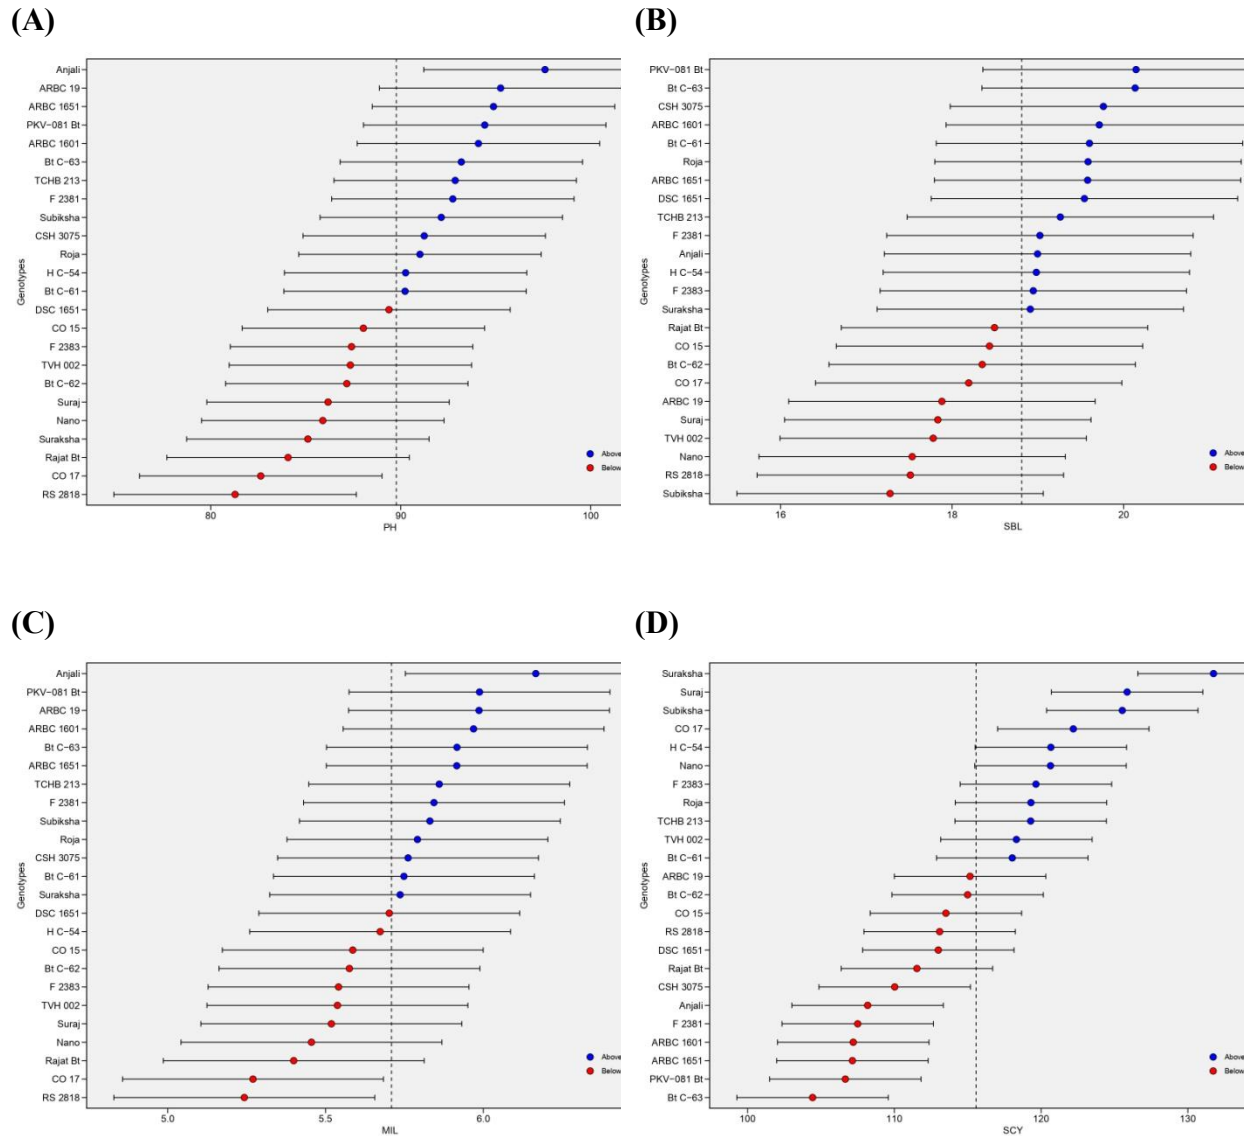 (A)
Anjali
ARBC 19
ARBC 1651
PKV−081 Bt
ARBC 1601
Bt C−63
TCHB 213
F 2381
Subiksha
CSH 3075
Roja
H C−54
Bt C−61
DSC 1651
CO 15
F 2383
TVH 002
Bt C−62
Suraj
Nano
Suraksha
Rajat Bt
CO 17
RS 2818
Genotypes
Above
Below
80 90 100
PH
(B)
PKV−081 Bt
Bt C−63
CSH 3075
ARBC 1601
Bt C−61
Roja
ARBC 1651
DSC 1651
TCHB 213
F 2381
Anjali
H C−54
F 2383
Suraksha
Rajat Bt
CO 15
Bt C−62
CO 17
ARBC 19
Suraj
TVH 002
Nano
RS 2818
Subiksha
Genotypes
Above
Below
16 18 20
SBL
(C)
Anjali
PKV−081 Bt
ARBC 19
ARBC 1601
Bt C−63
ARBC 1651
TCHB 213
F 2381
Subiksha
Roja
CSH 3075
Bt C−61
Suraksha
DSC 1651
H C−54
CO 15
Bt C−62
F 2383
TVH 002
Suraj
Nano
Rajat Bt
CO 17
RS 2818
Genotypes
Above
Below
5.0 5.5 6.0
MIL
(D)
Suraksha
Suraj
Subiksha
CO 17
H C−54
Nano
F 2383
Roja
TCHB 213
TVH 002
Bt C−61
ARBC 19
Bt C−62
CO 15
RS 2818
DSC 1651
Rajat Bt
CSH 3075
Anjali
F 2381
ARBC 1601
ARBC 1651
PKV−081 Bt
Bt C−63
Genotypes
Above
Below
100 110 120 130
SCY